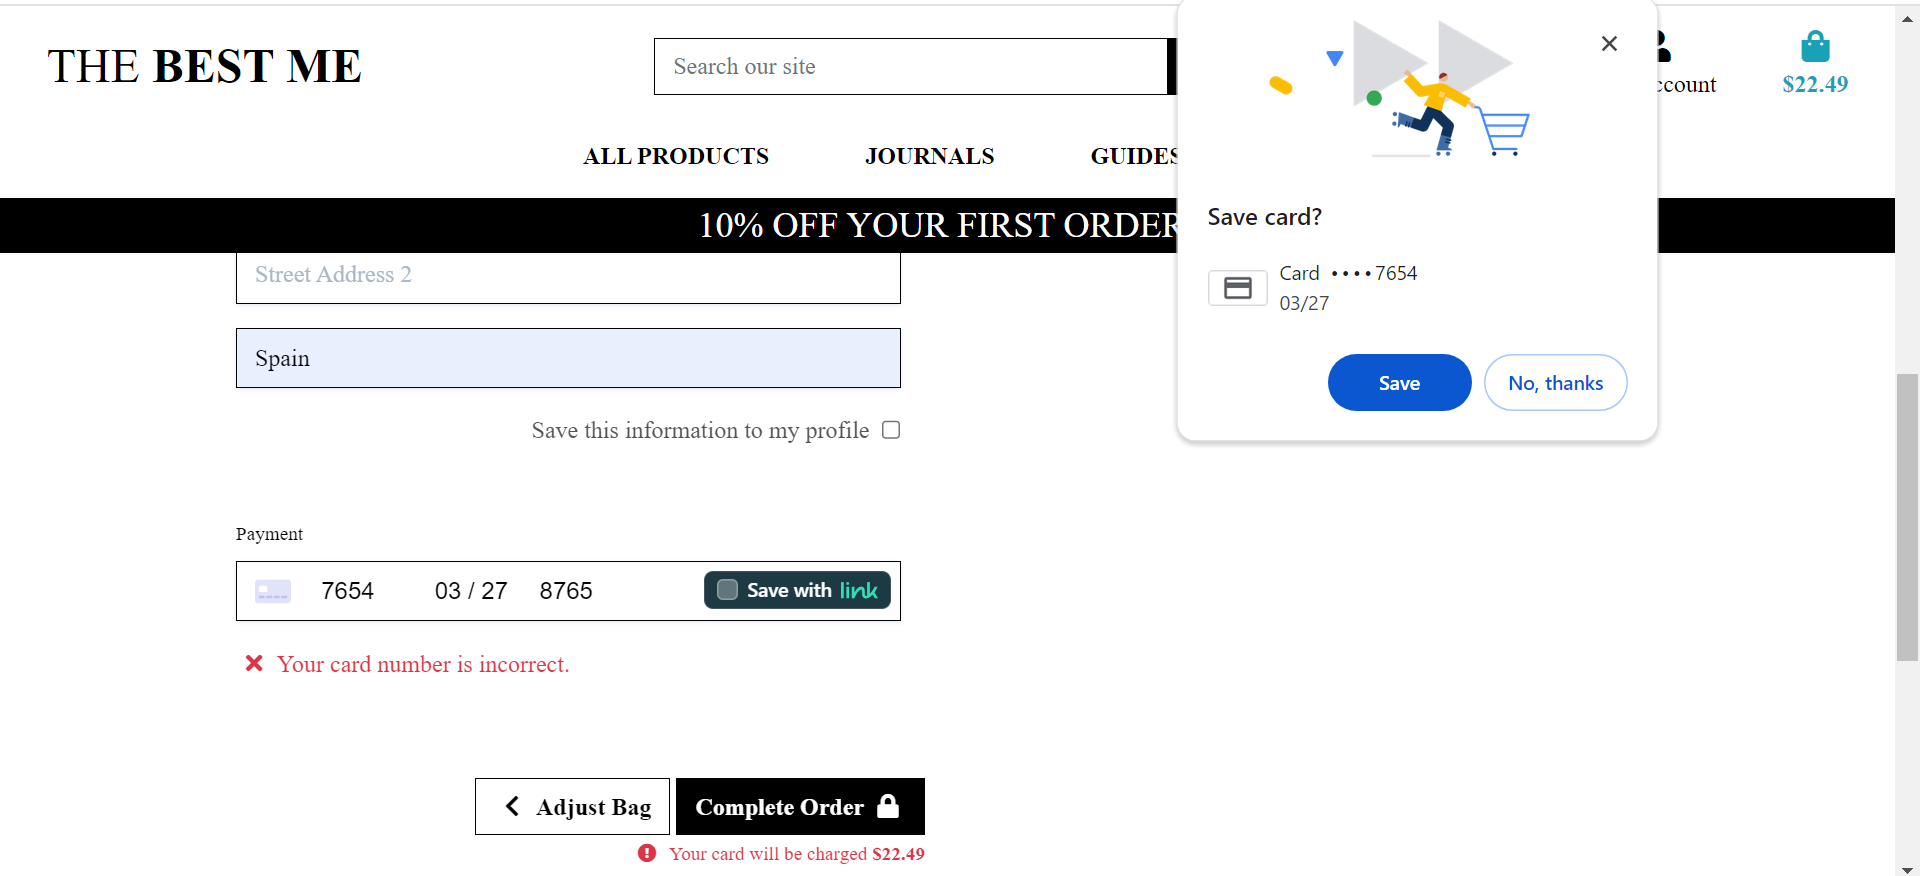 THE BEST ME
Search our site
ccount
$22.49
ALL PRODUCTS
JOURNALS
GUIDES
10% OFF YOUR FIRST ORDER
Street Address 2
Spain
Save this information to my profile
Payment
7654 03 / 27 8765 Save with link
Your card number is incorrect.
Adjust Bag
Complete Order
Your card will be charged $22.49
Save card?
Card ••••7654
03/27
Save
No, thanks